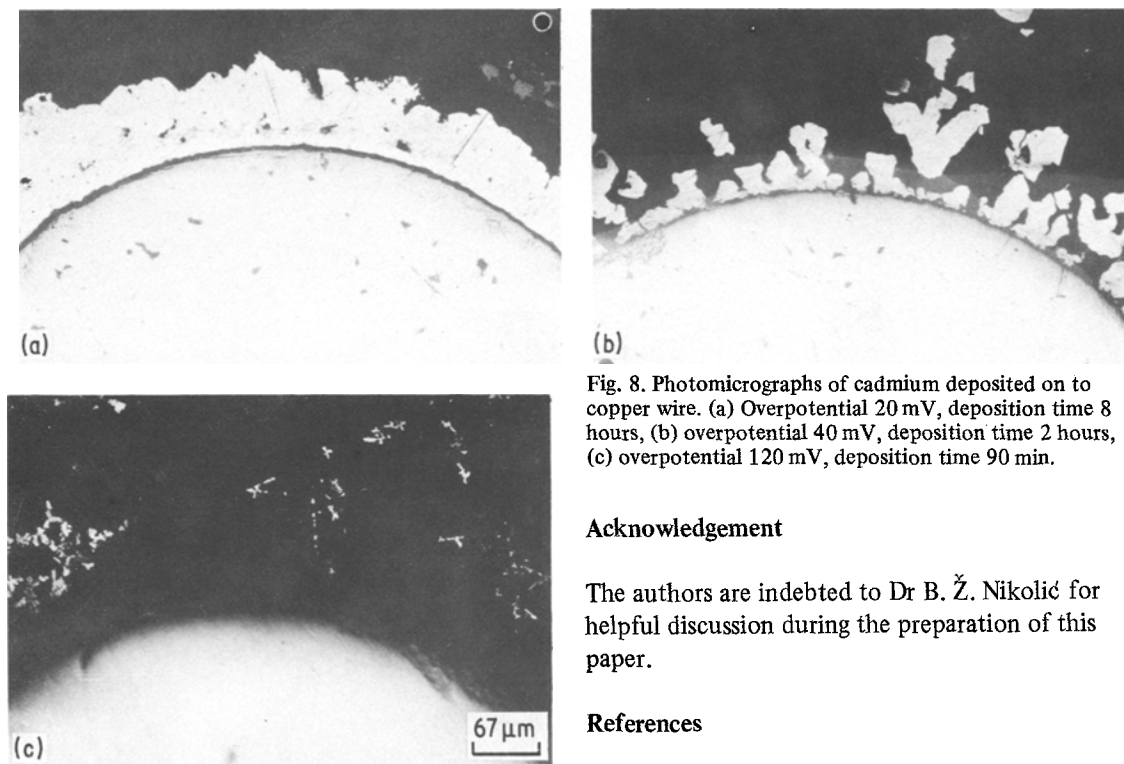 (a)
(b)
Fig. 8. Photomicrographs of cadmium deposited on to
copper wire. (a) Overpotential 20 mV, deposition time 8
hours, (b) overpotential 40 mV, deposition time 2 hours,
(c) overpotential 120 mV, deposition time 90 min.
(c)
67 μm
Acknowledgement
The authors are indebted to Dr B. Ž. Nikolić for
helpful discussion during the preparation of this
paper.
References